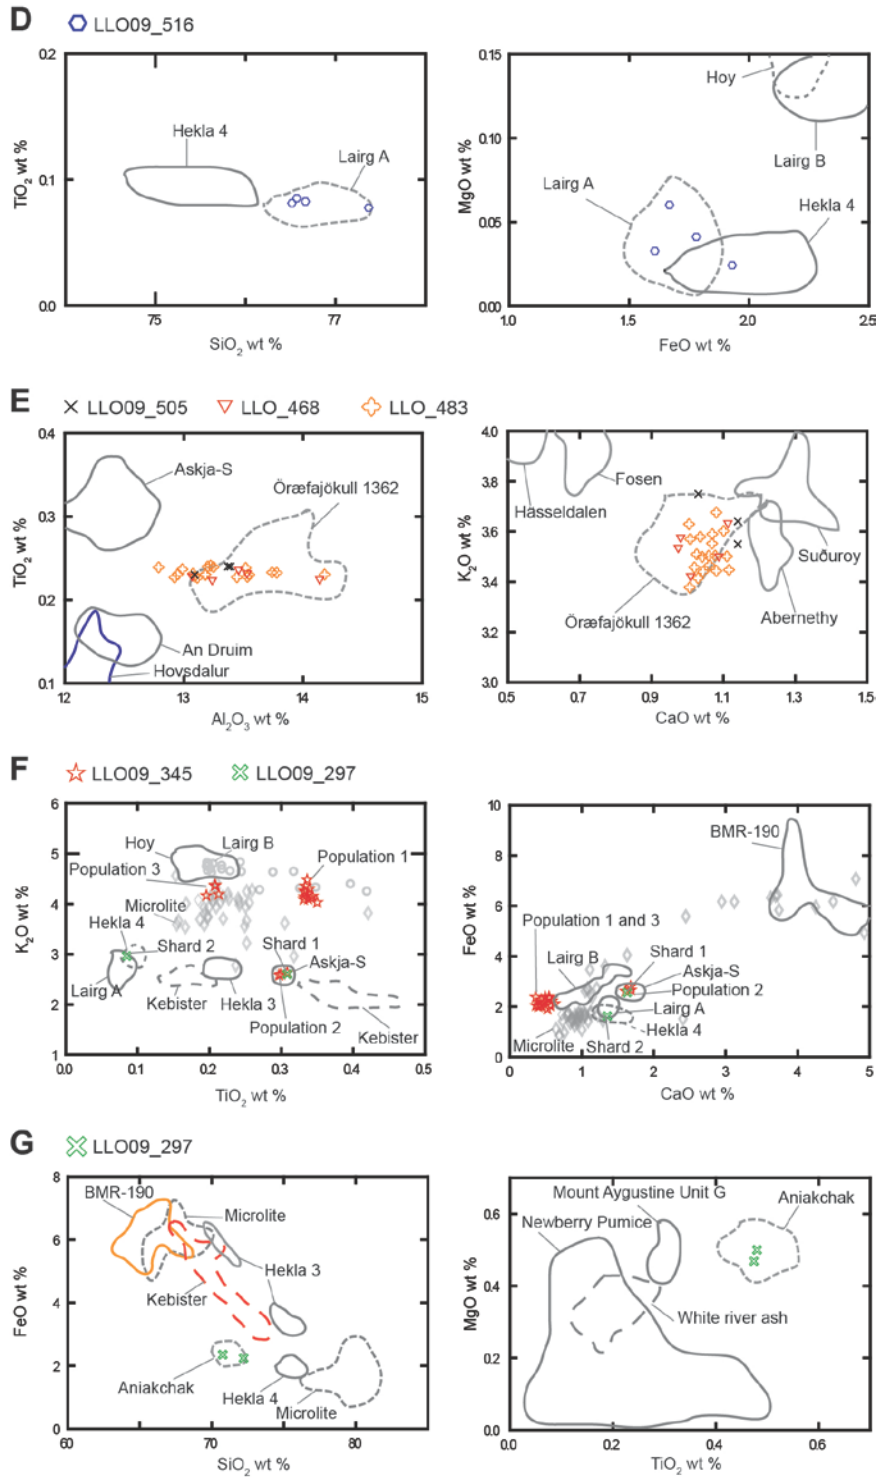 D LLO09_516
0.2
TiO₂ wt %
0.1
0.0
Hekla 4
Lairg A
75
77
SiO₂ wt %
0.15
MgO wt %
0.10
0.05
0.00
Hoy
Lairg B
Lairg A
Hekla 4
1.0
1.5
2.0
2.5
FeO wt %
E LLO09_505 LLO_468 LLO_483
0.4
TiO₂ wt %
0.3
0.2
0.1
Askja-S
Öræfajökull 1362
An Druim
Hovsdalur
12
13
14
15
Al₂O₃ wt %
4.0
3.8
K₂O wt %
3.6
3.4
3.2
3.0
Hässeldalen
Fosen
Suðuroy
Öræfajökull 1362
Abernethy
0.5
0.7
0.9
1.1
1.3
1.5
CaO wt %
F LLO09_345 LLO09_297
6
5
4
K₂O wt %
3
2
1
Hoy
Lairg B
Population 1
Population 3
Microlite
Hekla 4
Shard 2
Shard 1
Askja-S
Lairg A
Kebister
Hekla 3
Population 2
Kebister
0.0
0.1
0.2
0.3
0.4
0.5
TiO₂ wt %
10
8
FeO wt %
6
4
2
0
BMR-190
Population 1 and 3
Lairg B
Shard 1
Askja-S
Population 2
Lairg A
Hekla 4
Microlite
Shard 2
0
1
2
3
4
5
CaO wt %
G LLO09_297
8
6
FeO wt %
4
2
0
BMR-190
Microlite
Hekla 3
Kebister
Aniakchak
Hekla 4
Microlite
60
70
80
SiO₂ wt %
0.6
MgO wt %
0.4
0.2
0.0
Mount Aygustine Unit G
Newberry Pumice
Aniakchak
White river ash
0.0
0.2
0.4
0.6
TiO₂ wt %